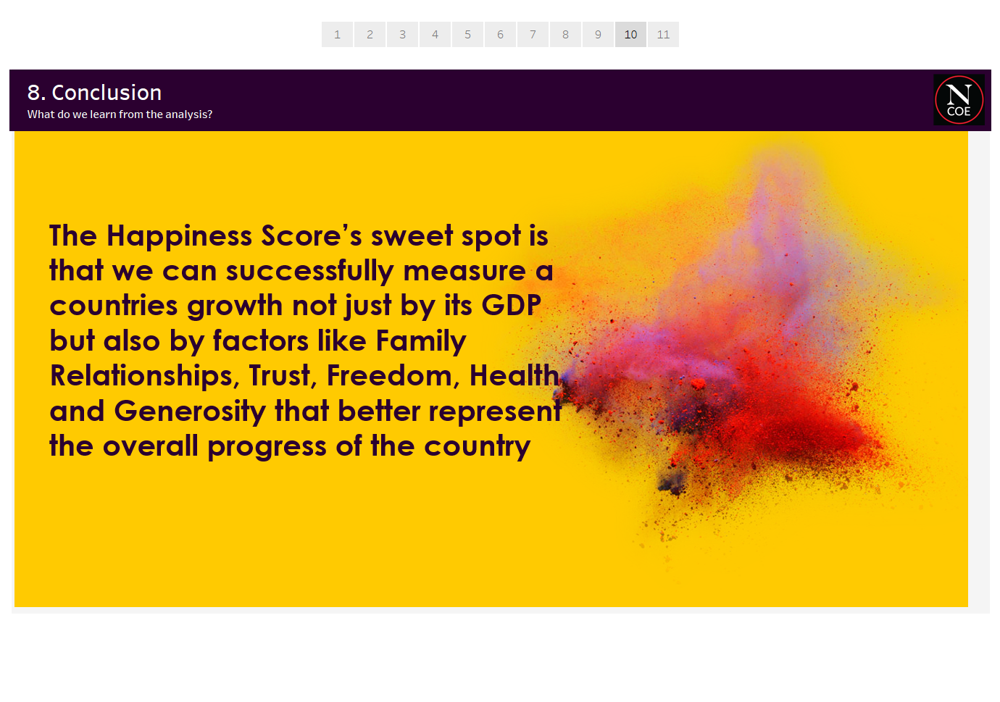 1 2 3 4 5 6 7 8 9 10 11
8. Conclusion
What do we learn from the analysis?
N
COE
The Happiness Score’s sweet spot is
that we can successfully measure a
countries growth not just by its GDP
but also by factors like Family
Relationships, Trust, Freedom, Health
and Generosity that better represent
the overall progress of the country